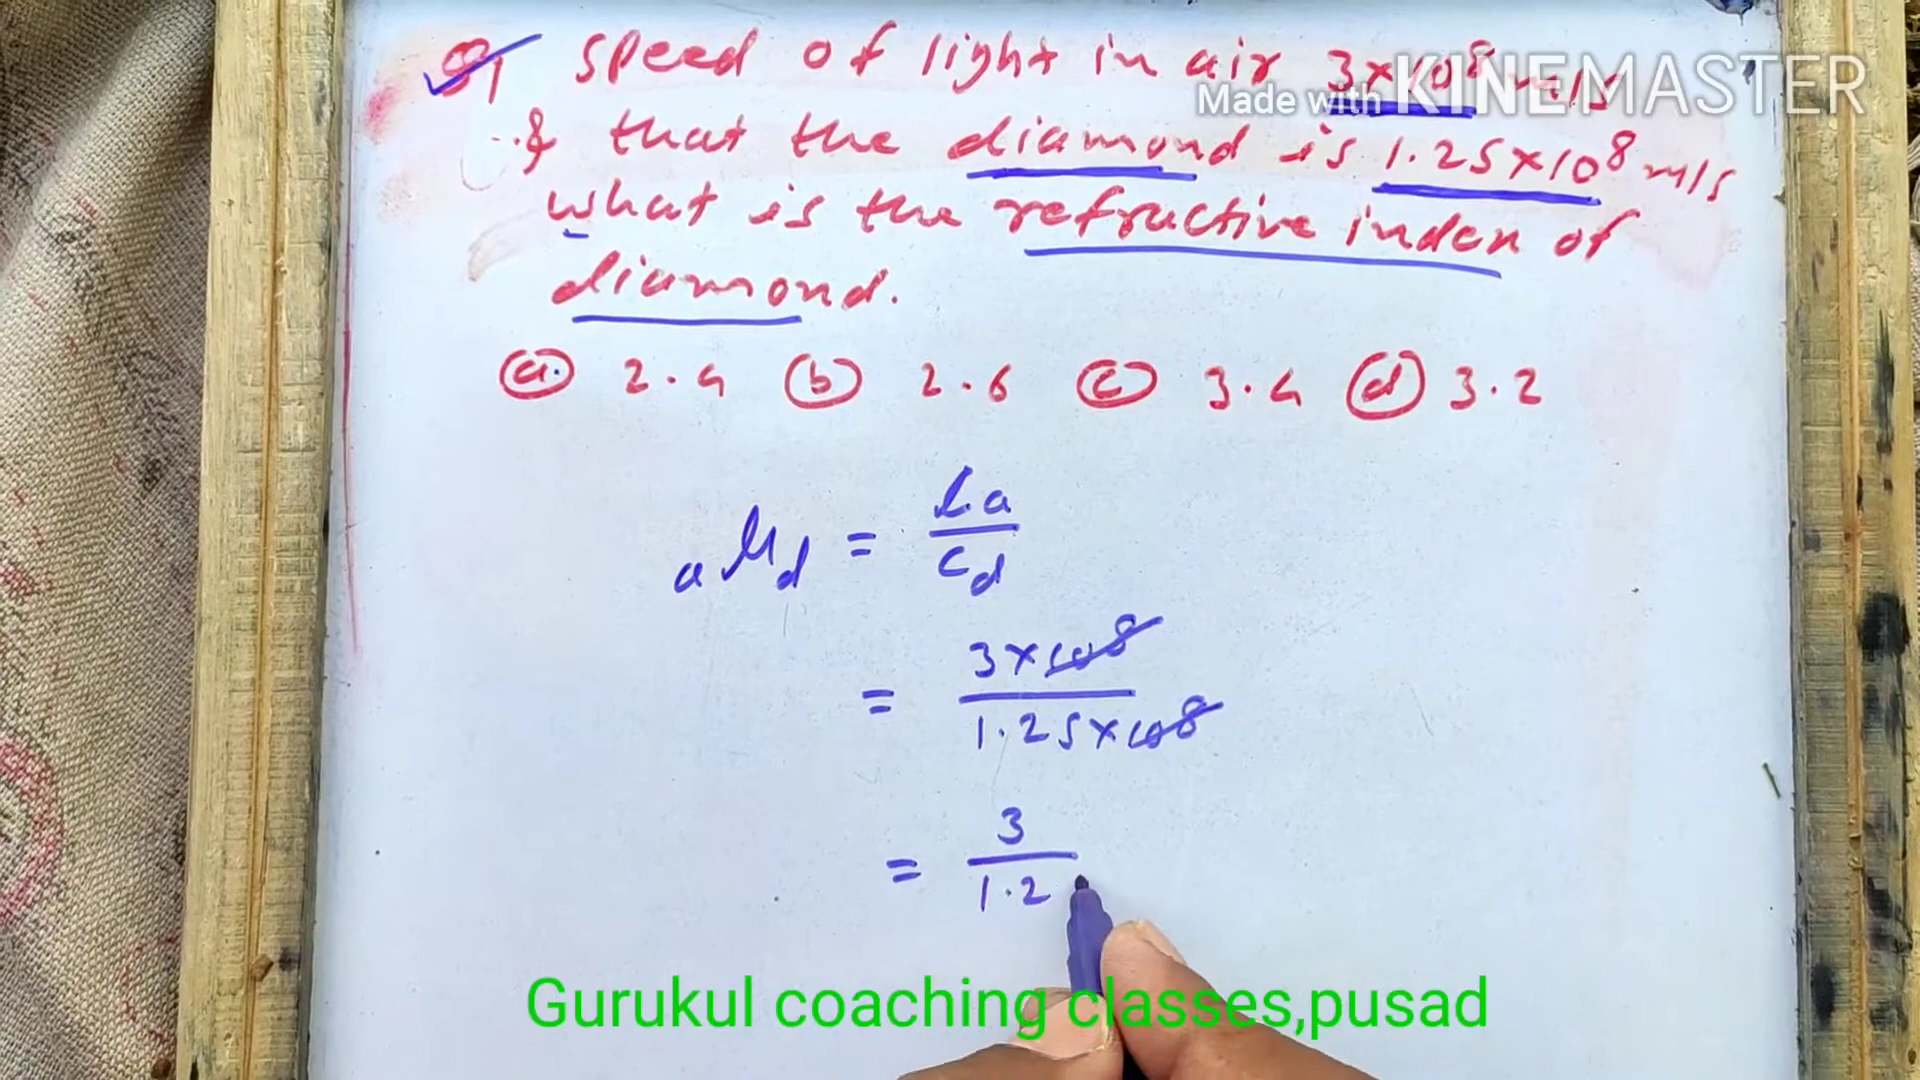 Q1 speed of light in air 3×10⁸ m/s
Made with KINEMASTER
& that the diamond is 1.25×10⁸ m/s
what is the refractive index of
diamond.
(a) 2.4 (b) 2.6 (c) 3.4 (d) 3.2
aμd = Ca/Cd
= 3×10⁸/1.25×10⁸
= 3/1.2
Gurukul coaching classes,pusad